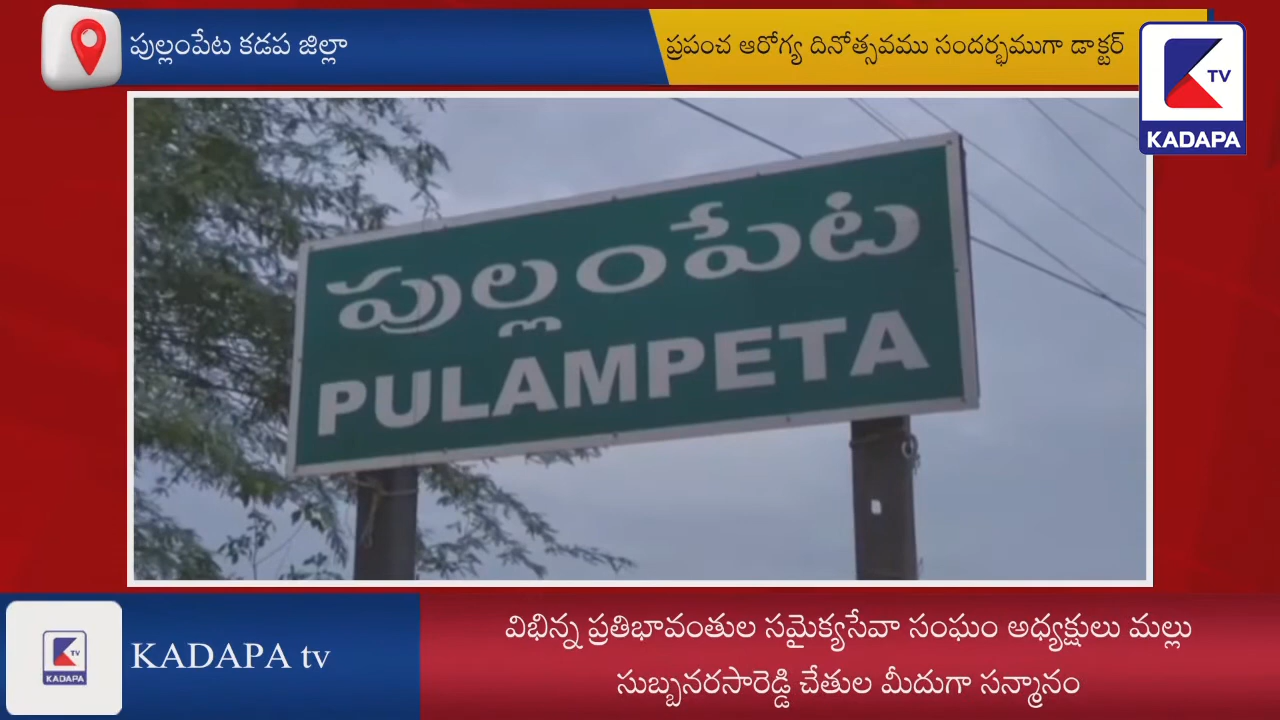 పుల్లంపేట కడప జిల్లా
ప్రపంచ ఆరోగ్య దినోత్సవము సందర్భముగా డాక్టర్
TV
KADAPA
పుల్లంపేట
PULAMPETA
KADAPA
KADAPA tv
విభిన్న ప్రతిభావంతుల సమైక్యసేవా సంఘం అధ్యక్షులు మల్లు
సుబ్బనరసారెడ్డి చేతుల మీదుగా సన్మానం